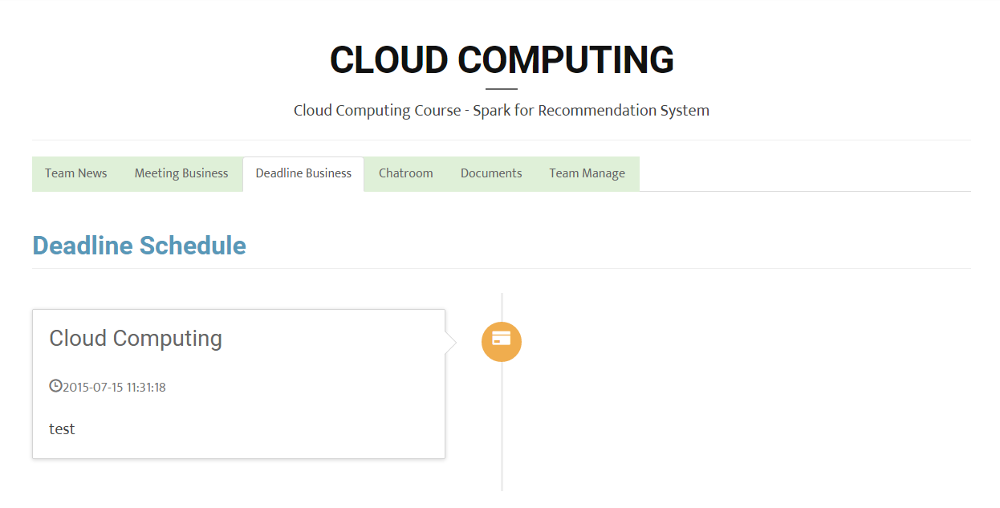 CLOUD COMPUTING
Cloud Computing Course - Spark for Recommendation System
Team News Meeting Business Deadline Business Chatroom Documents Team Manage
Deadline Schedule
Cloud Computing
2015-07-15 11:31:18
test